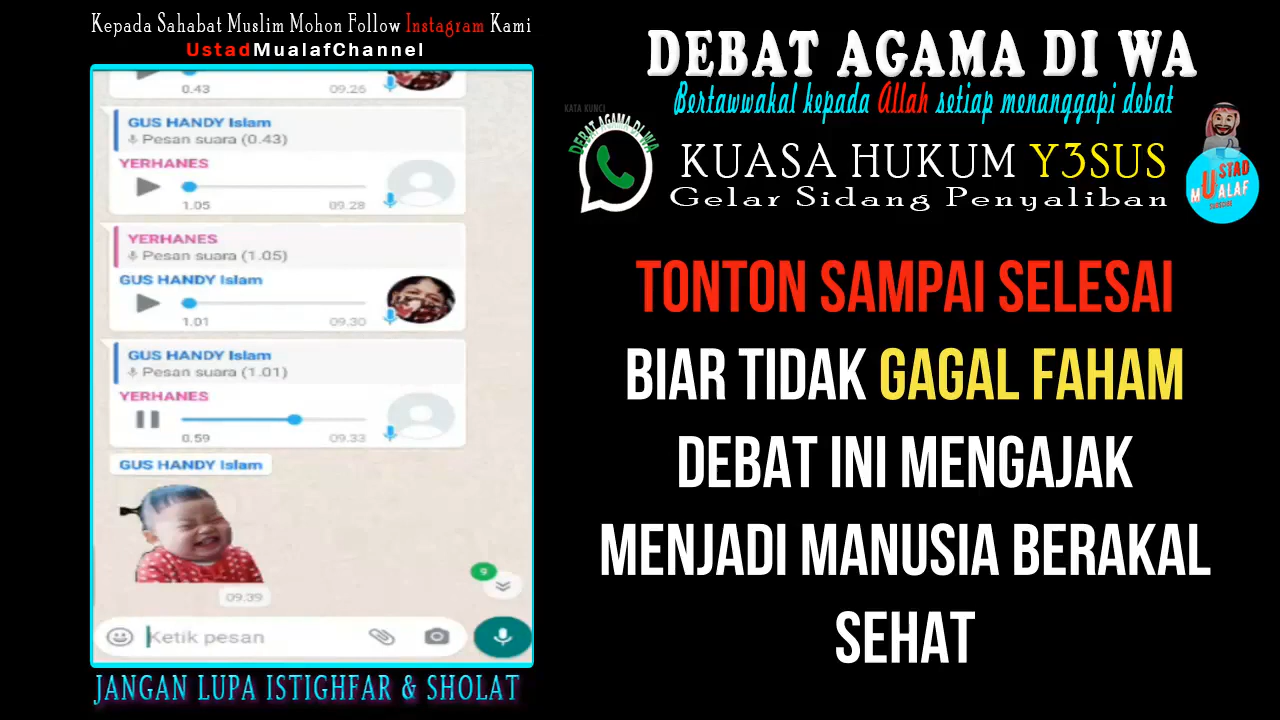 Kepada Sahabat Muslim Mohon Follow Instagram Kami
UstadMualafChannel
0.43 09.26
GUS HANDY Islam
Pesan suara (0.43)
YERHANES
1.05 09.28
YERHANES
Pesan suara (1.05)
GUS HANDY Islam
1.01 09.30
GUS HANDY Islam
Pesan suara (1.01)
YERHANES
0.59 09.33
GUS HANDY Islam
09.39
9
Ketik pesan
JANGAN LUPA ISTIGHFAR & SHOLAT
DEBAT AGAMA DI WA
Bertawwakal kepada Allah setiap menanggapi debat
KATA KUNCI
DEBAT AGAMA DI WA
KUASA HUKUM Y3SUS
Gelar Sidang Penyaliban
USTAD
MUALAF
SUBSCRIBE
TONTON SAMPAI SELESAI
BIAR TIDAK GAGAL FAHAM
DEBAT INI MENGAJAK
MENJADI MANUSIA BERAKAL
SEHAT